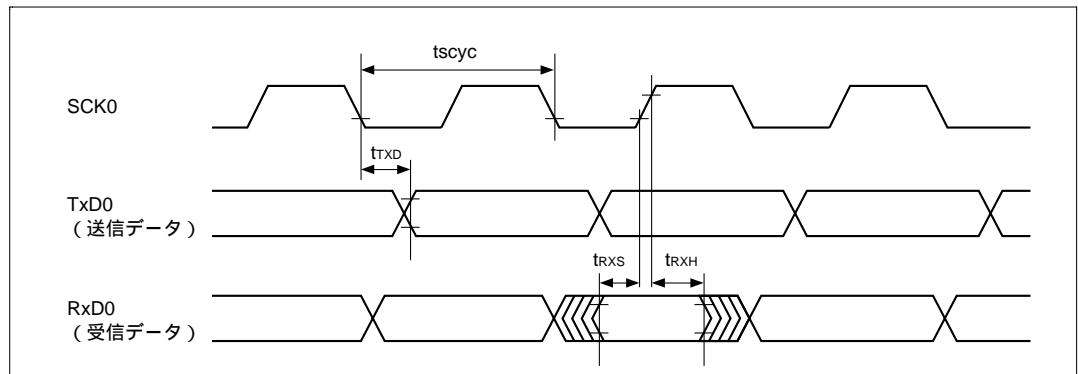 tscyc
SCK0
tTXD
TxD0
（送信データ）
tRXS
tRXH
RxD0
（受信データ）